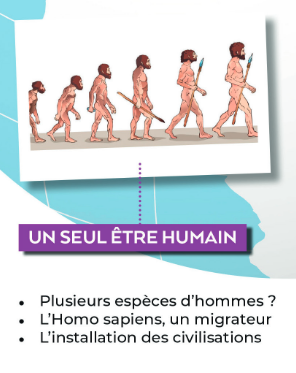 UN SEUL ÊTRE HUMAIN
• Plusieurs espèces d'hommes ?
• L'Homo sapiens, un migrateur
• L'installation des civilisations